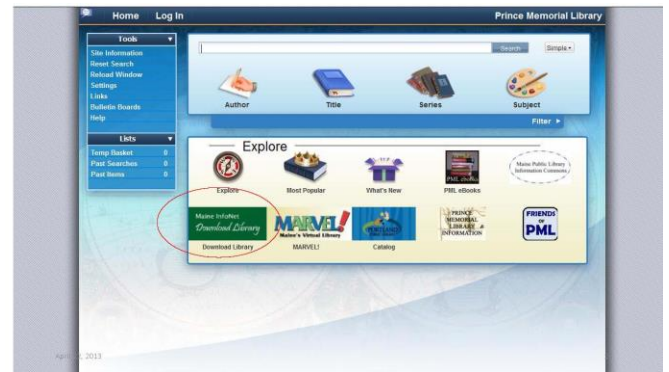 Home Log In Prince Memorial Library
Tools
Site Information
Reset Search
Reload Window
Settings
Links
Bulletin Boards
Help
Lists
Temp Basket 0
Past Searches 0
Past Items 0
Search Simple
Author Title Series Subject
Filter
Explore
PML eBooks
Maine Public Library
Information Commons
Explore Most Popular What's New PML eBooks
Maine InfoNet
Download Library
MARVEL!
Maine's Virtual Library
PORTLAND
PRINCE
MEMORIAL
LIBRARY
INFORMATION
FRIENDS
OF
PML
Download Library MARVEL! Catalog
2013